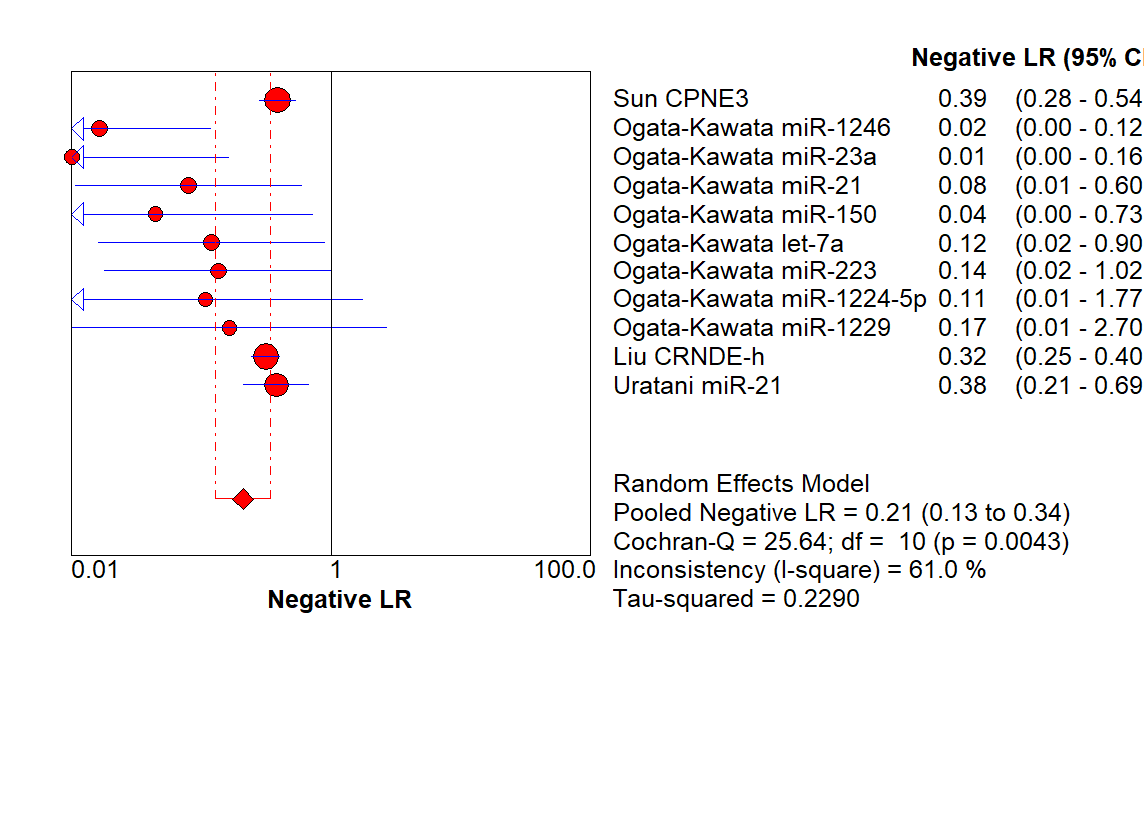 Negative LR (95% CI
Sun CPNE3 0.39 (0.28 - 0.54
Ogata-Kawata miR-1246 0.02 (0.00 - 0.12
Ogata-Kawata miR-23a 0.01 (0.00 - 0.16
Ogata-Kawata miR-21 0.08 (0.01 - 0.60
Ogata-Kawata miR-150 0.04 (0.00 - 0.73
Ogata-Kawata let-7a 0.12 (0.02 - 0.90
Ogata-Kawata miR-223 0.14 (0.02 - 1.02
Ogata-Kawata miR-1224-5p 0.11 (0.01 - 1.77
Ogata-Kawata miR-1229 0.17 (0.01 - 2.70
Liu CRNDE-h 0.32 (0.25 - 0.40
Uratani miR-21 0.38 (0.21 - 0.69
Random Effects Model
Pooled Negative LR = 0.21 (0.13 to 0.34)
Cochran-Q = 25.64; df = 10 (p = 0.0043)
Inconsistency (I-square) = 61.0 %
Tau-squared = 0.2290
0.01 1 100.0
Negative LR